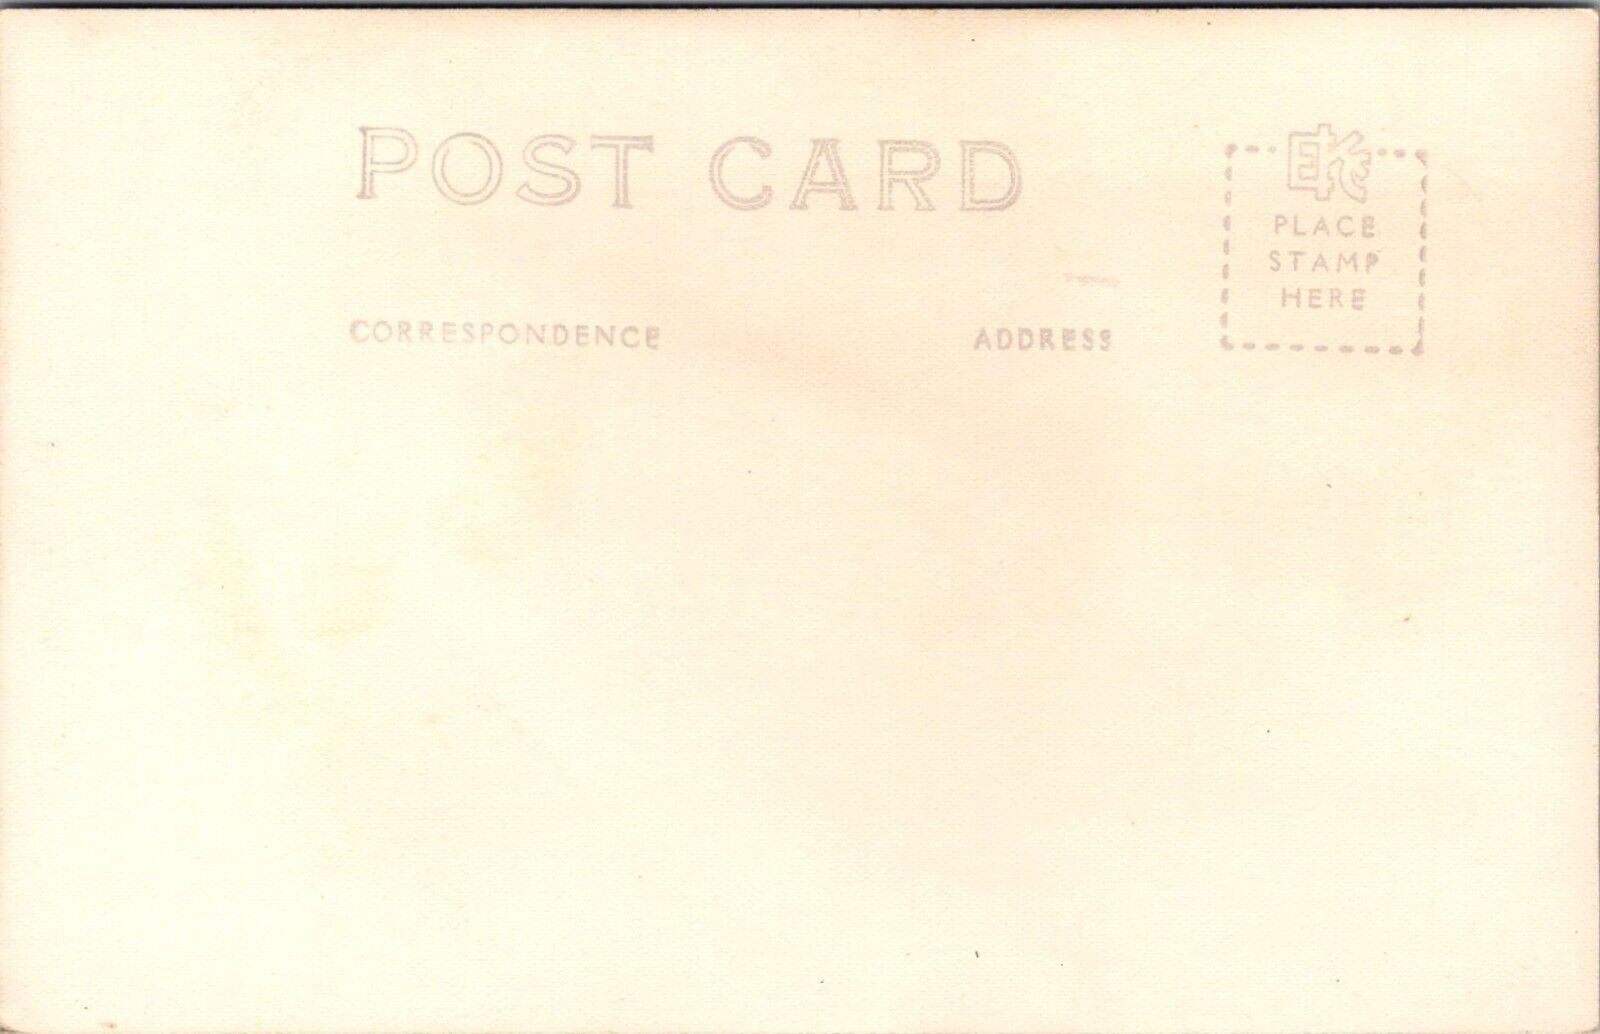 POST CARD
PLACE
STAMP
HERE
CORRESPONDENCE
ADDRESS